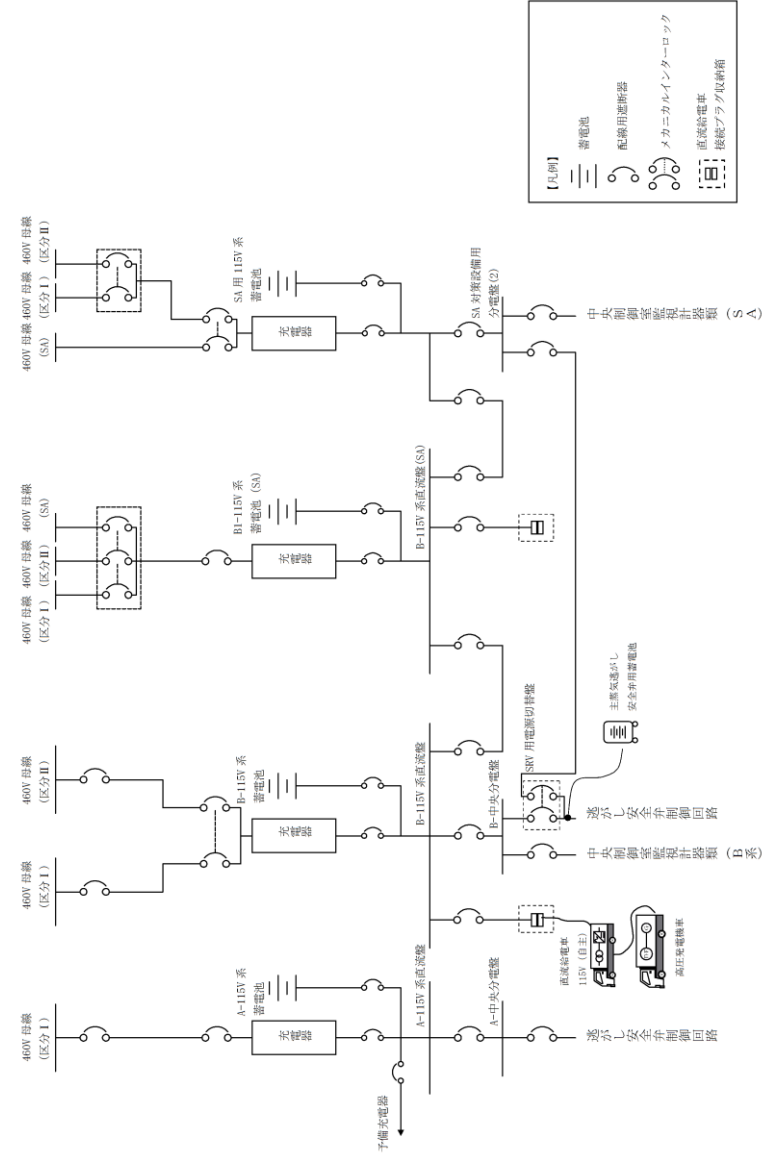 460V 母線
(区分Ⅰ)
460V 母線
(区分Ⅰ)
460V 母線
(区分Ⅱ)
460V 母線
(区分Ⅰ)
460V 母線
(区分Ⅱ)
460V 母線
(SA)
460V 母線
(SA)
460V 母線
(区分Ⅰ)
460V 母線
(区分Ⅱ)
A-115V 系
蓄電池
充電器
B-115V 系
蓄電池
充電器
B1-115V 系
蓄電池 (SA)
充電器
SA 用 115V 系
蓄電池
充電器
予備充電器
A-115V 系直流盤
B-115V 系直流盤
B-115V 系直流盤(SA)
A-中央分電盤
B-中央分電盤
SA 対策設備用
分電盤(2)
SRV 用電源切替盤
主蒸気逃がし
安全弁用蓄電池
直流給電車
115V (自主)
高圧発電機車
逃がし安全弁制御回路
中央制御室監視計器類(B系)
逃がし安全弁制御回路
中央制御室監視計器類(SA)
【凡例】
蓄電池
配線用遮断器
メカニカルインターロック
直流給電車
接続プラグ収納箱